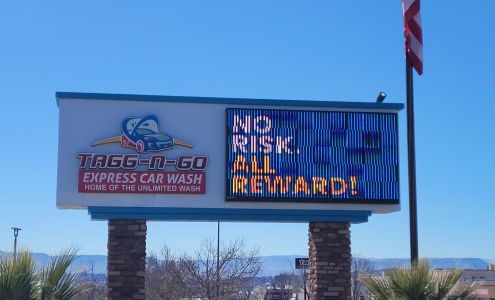 TAGG-N-GO
EXPRESS CAR WASH
HOME OF THE UNLIMITED WASH
NO
RISK.
ALL
REWARD!